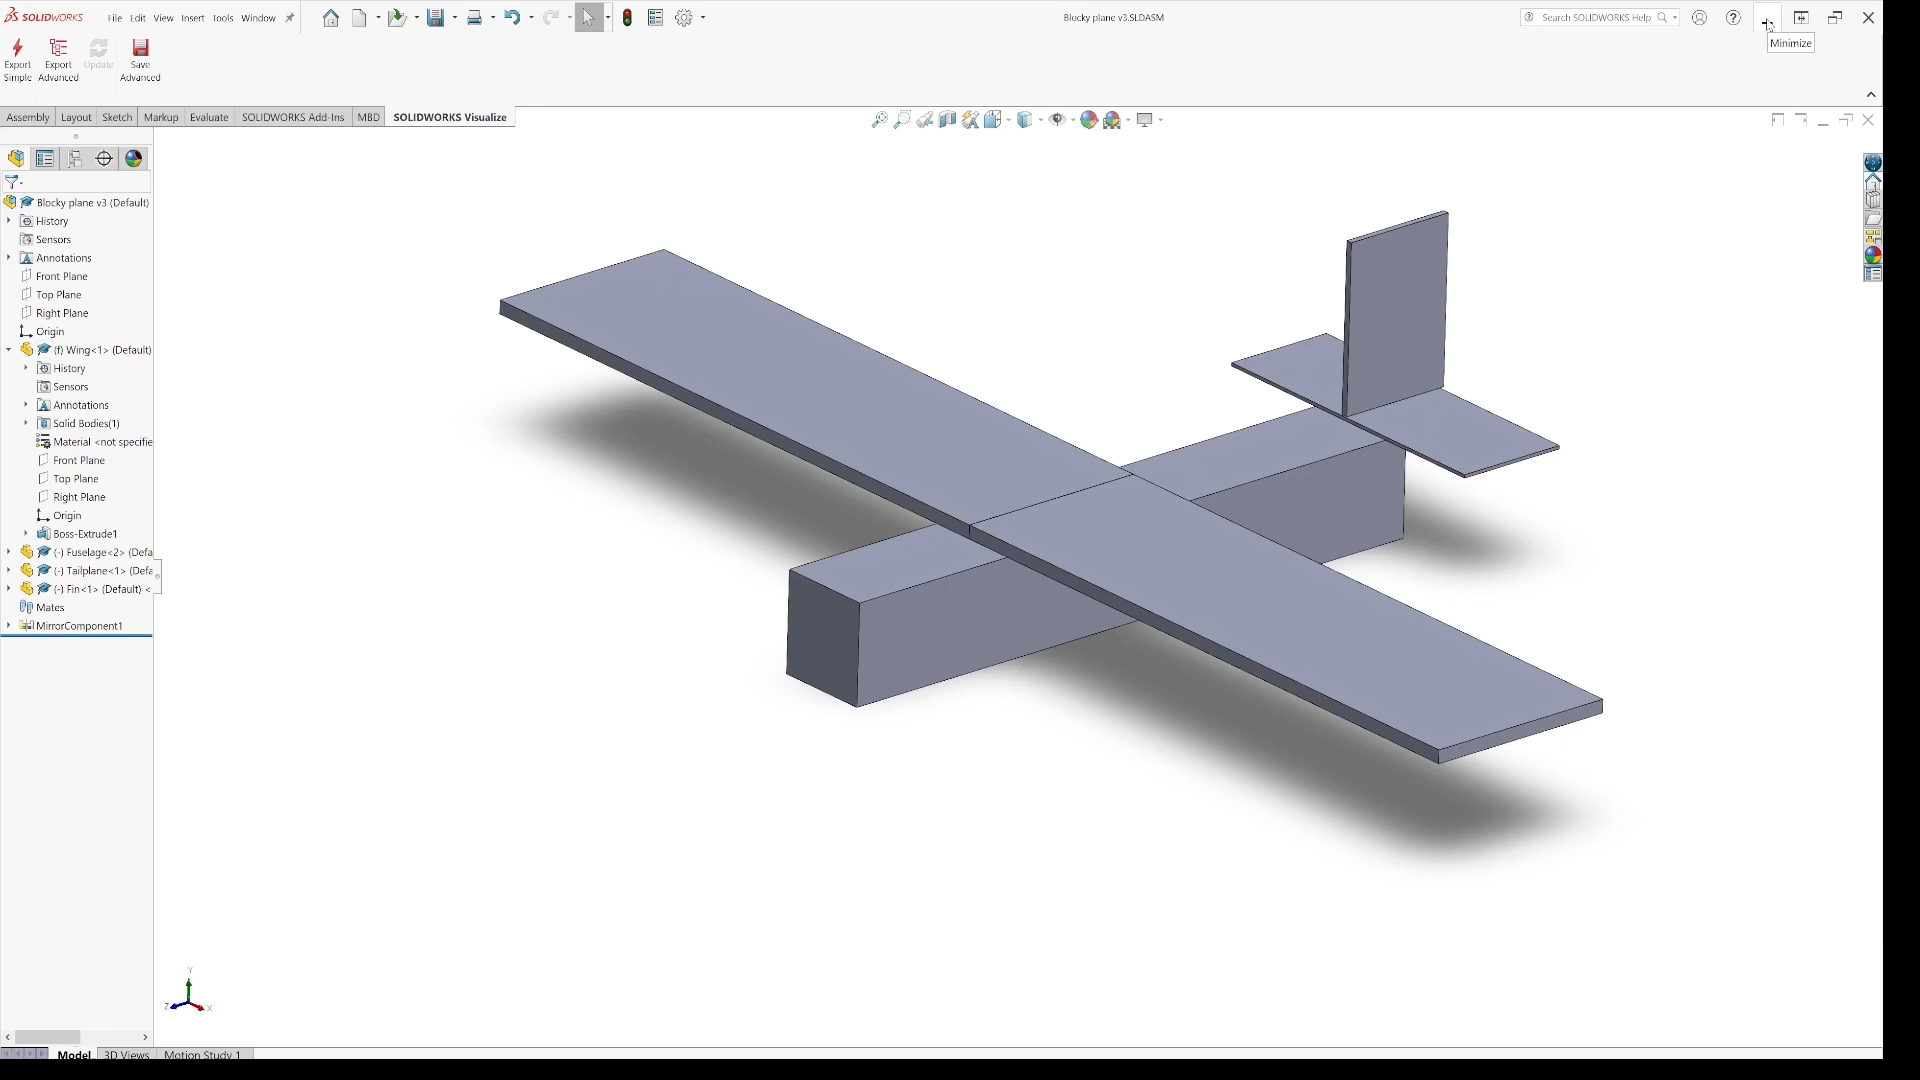 SOLIDWORKS File Edit View Insert Tools Window
Blocky plane v3.SLDASM
Search SOLIDWORKS Help
Minimize
Export Simple
Export Advanced
Update
Save Advanced
Assembly Layout Sketch Markup Evaluate SOLIDWORKS Add-Ins MBD SOLIDWORKS Visualize
Blocky plane v3 (Default)
History
Sensors
Annotations
Front Plane
Top Plane
Right Plane
Origin
(f) Wing<1> (Default)
History
Sensors
Annotations
Solid Bodies(1)
Material <not specifie
Front Plane
Top Plane
Right Plane
Origin
Boss-Extrude1
(-) Fuselage<2> (Defa
(-) Tailplane<1> (Defa
(-) Fin<1> (Default) <
Mates
MirrorComponent1
Y
Z
X
Model 3D Views Motion Study 1